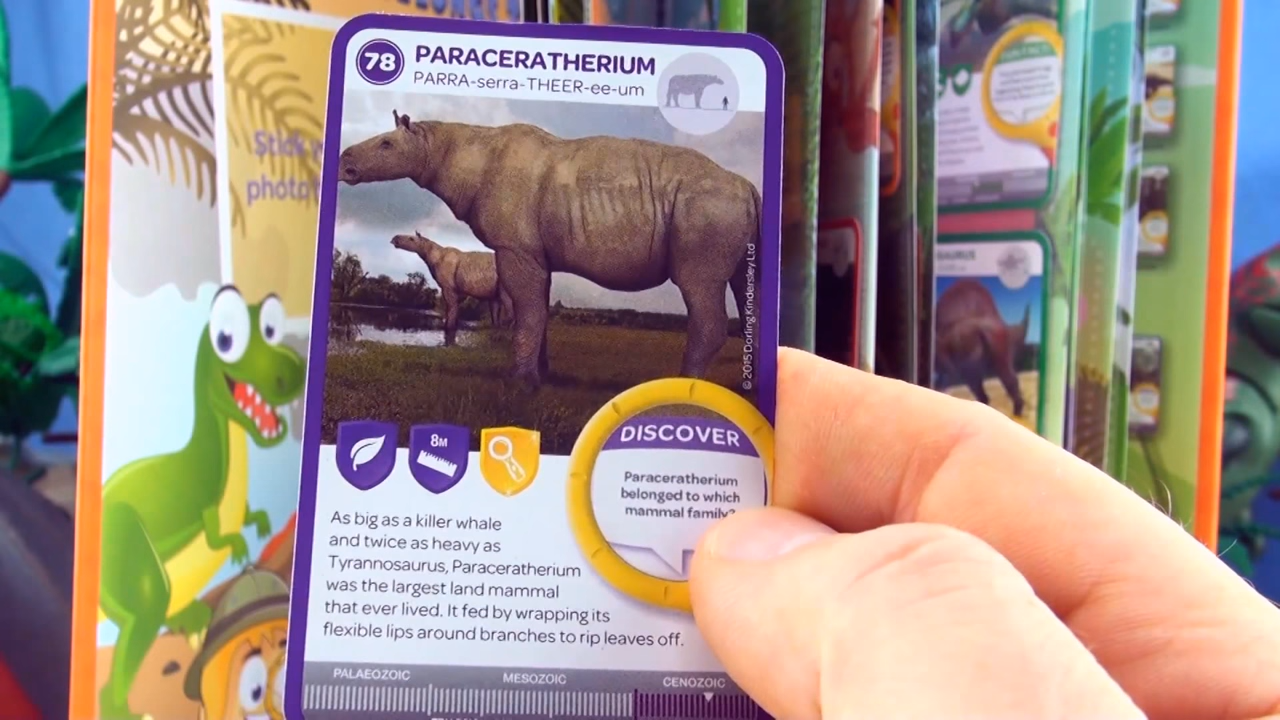 78
PARACERATHERIUM
PARRA-serra-THEER-ee-um
Stick
photo
© 2015 Dorling Kindersley Ltd
8M
DISCOVER
Paraceratherium
belonged to which
mammal family?
As big as a killer whale
and twice as heavy as
Tyrannosaurus, Paraceratherium
was the largest land mammal
that ever lived. It fed by wrapping its
flexible lips around branches to rip leaves off.
PALAEOZOIC MESOZOIC CENOZOIC